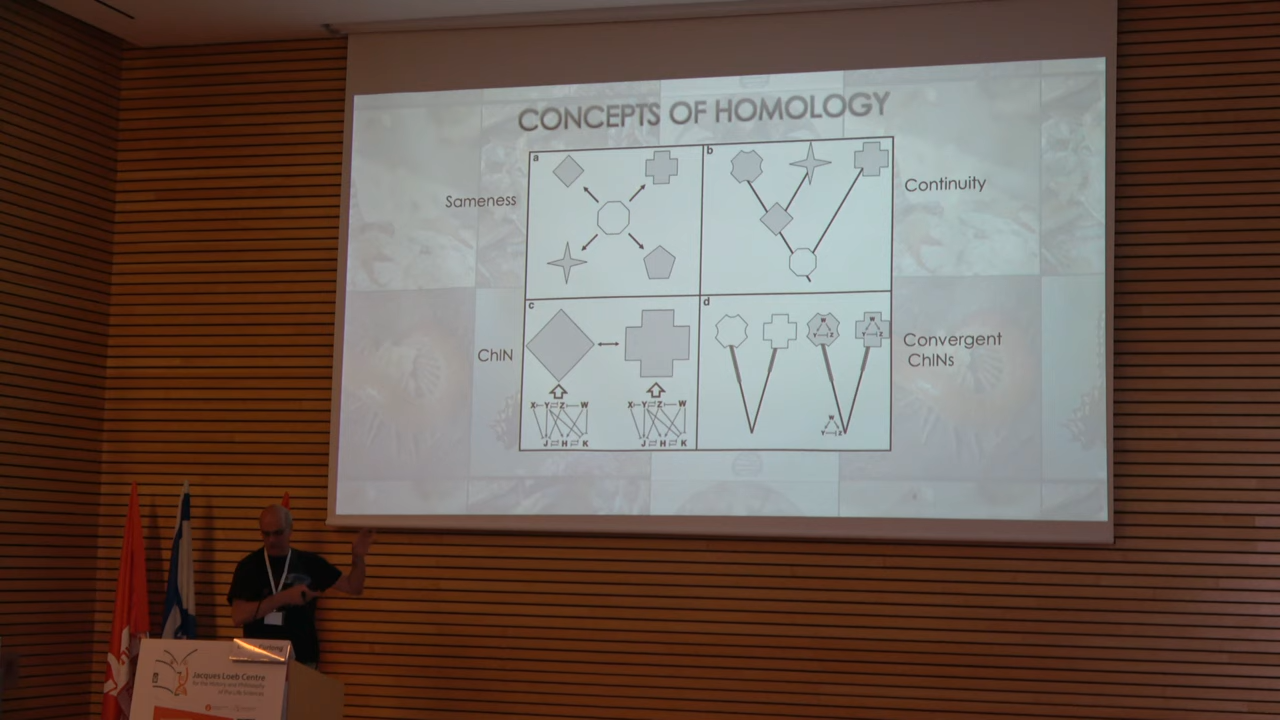 CONCEPTS OF HOMOLOGY
a
b
Sameness
Continuity
c
d
ChIN
Convergent
ChINs
X Y Z W
J H K
X Y Z W
J H K
W
Y Z
W
Y Z
W
Y Z
Jacques Loeb Centre
for the History and Philosophy
of the Life Sciences